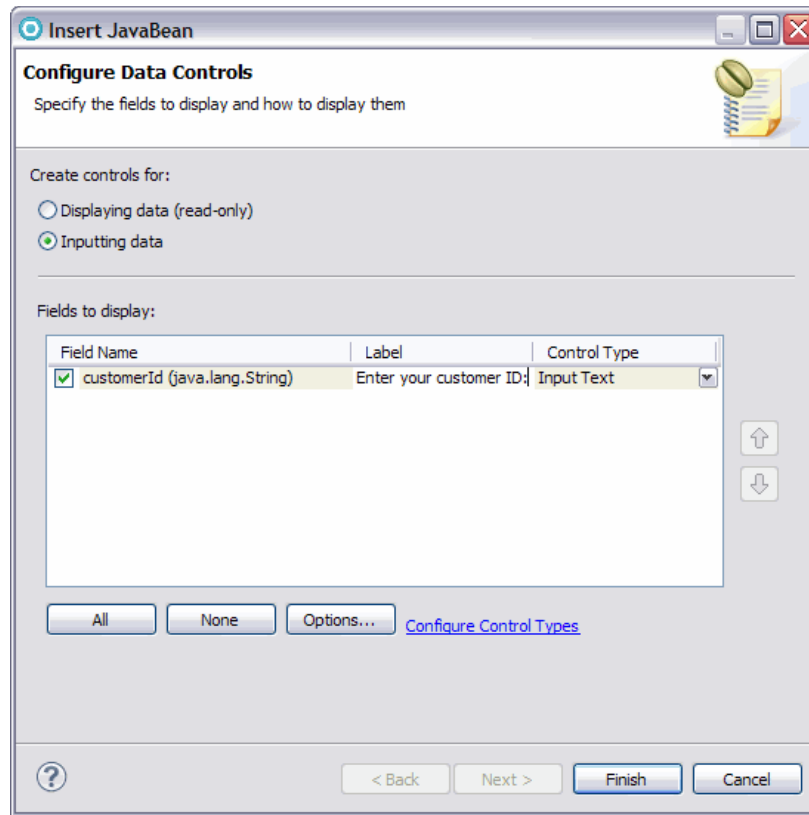 Insert JavaBean
Configure Data Controls
Specify the fields to display and how to display them
Create controls for:
Displaying data (read-only)
Inputting data
Fields to display:
Field Name Label Control Type
customerId (java.lang.String) Enter your customer ID: Input Text
All None Options... Configure Control Types
? < Back Next > Finish Cancel